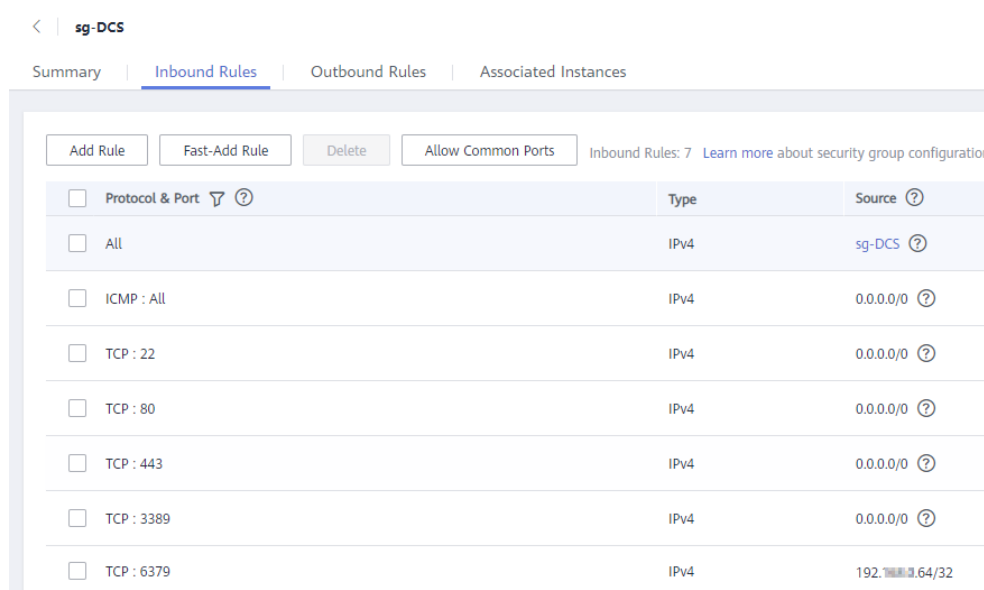 sg-DCS
Summary Inbound Rules Outbound Rules Associated Instances
Add Rule Fast-Add Rule Delete Allow Common Ports Inbound Rules: 7 Learn more about security group configuratio
Protocol & Port Type Source
All IPv4 sg-DCS
ICMP : All IPv4 0.0.0.0/0
TCP : 22 IPv4 0.0.0.0/0
TCP : 80 IPv4 0.0.0.0/0
TCP : 443 IPv4 0.0.0.0/0
TCP : 3389 IPv4 0.0.0.0/0
TCP : 6379 IPv4 192. .64/32